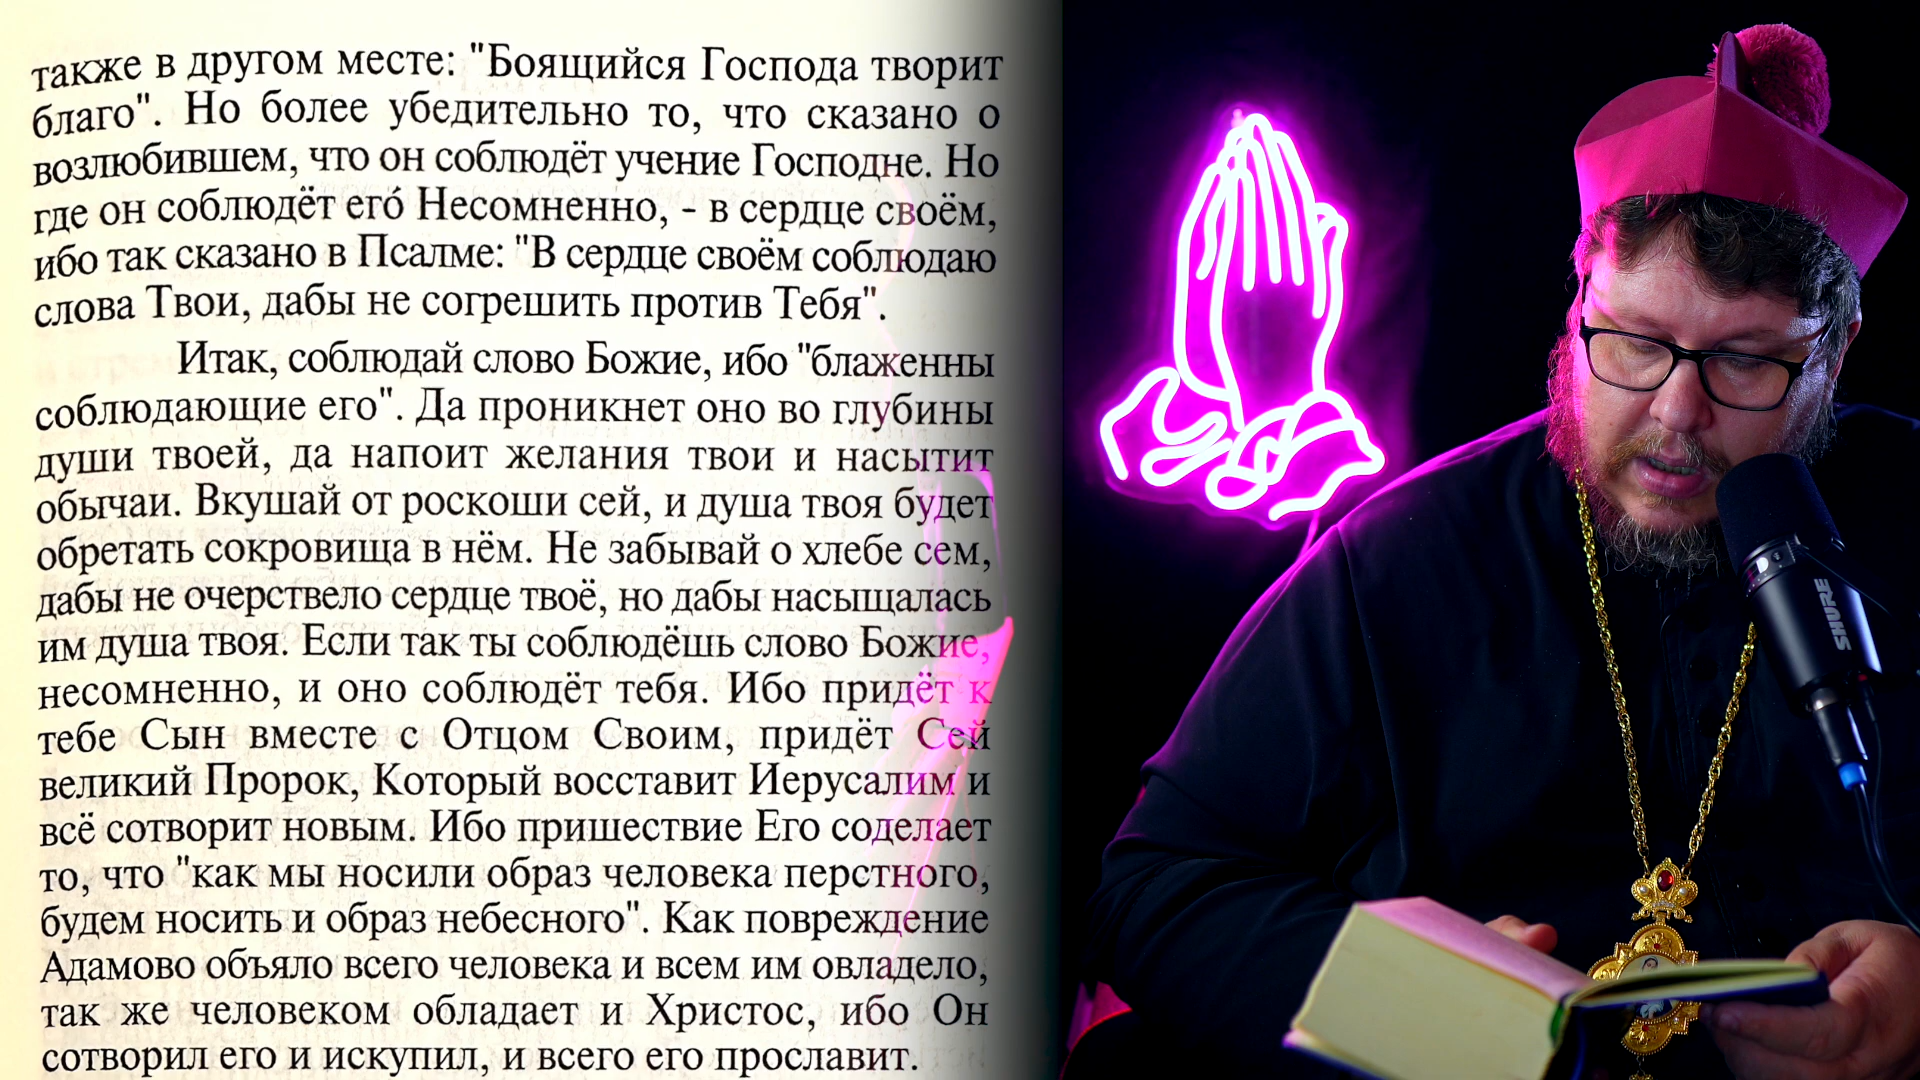 также в другом месте: "Боящийся Господа творит
благо". Но более убедительно то, что сказано о
возлюбившем, что он соблюдёт учение Господне. Но
где он соблюдёт его́ Несомненно, - в сердце своём,
ибо так сказано в Псалме: "В сердце своём соблюдаю
слова Твои, дабы не согрешить против Тебя".
Итак, соблюдай слово Божие, ибо "блаженны
соблюдающие его". Да проникнет оно во глубины
души твоей, да напоит желания твои и насытит
обычаи. Вкушай от роскоши сей, и душа твоя будет
обретать сокровища в нём. Не забывай о хлебе сем,
дабы не очерствело сердце твоё, но дабы насыщалась
им душа твоя. Если так ты соблюдёшь слово Божие,
несомненно, и оно соблюдёт тебя. Ибо придёт к
тебе Сын вместе с Отцом Своим, придёт Сей
великий Пророк, Который восставит Иерусалим и
всё сотворит новым. Ибо пришествие Его соделает
то, что "как мы носили образ человека перстного,
будем носить и образ небесного". Как повреждение
Адамово объяло всего человека и всем им овладело,
так же человеком обладает и Христос, ибо Он
сотворил его и искупил, и всего его прославит.
SHURE